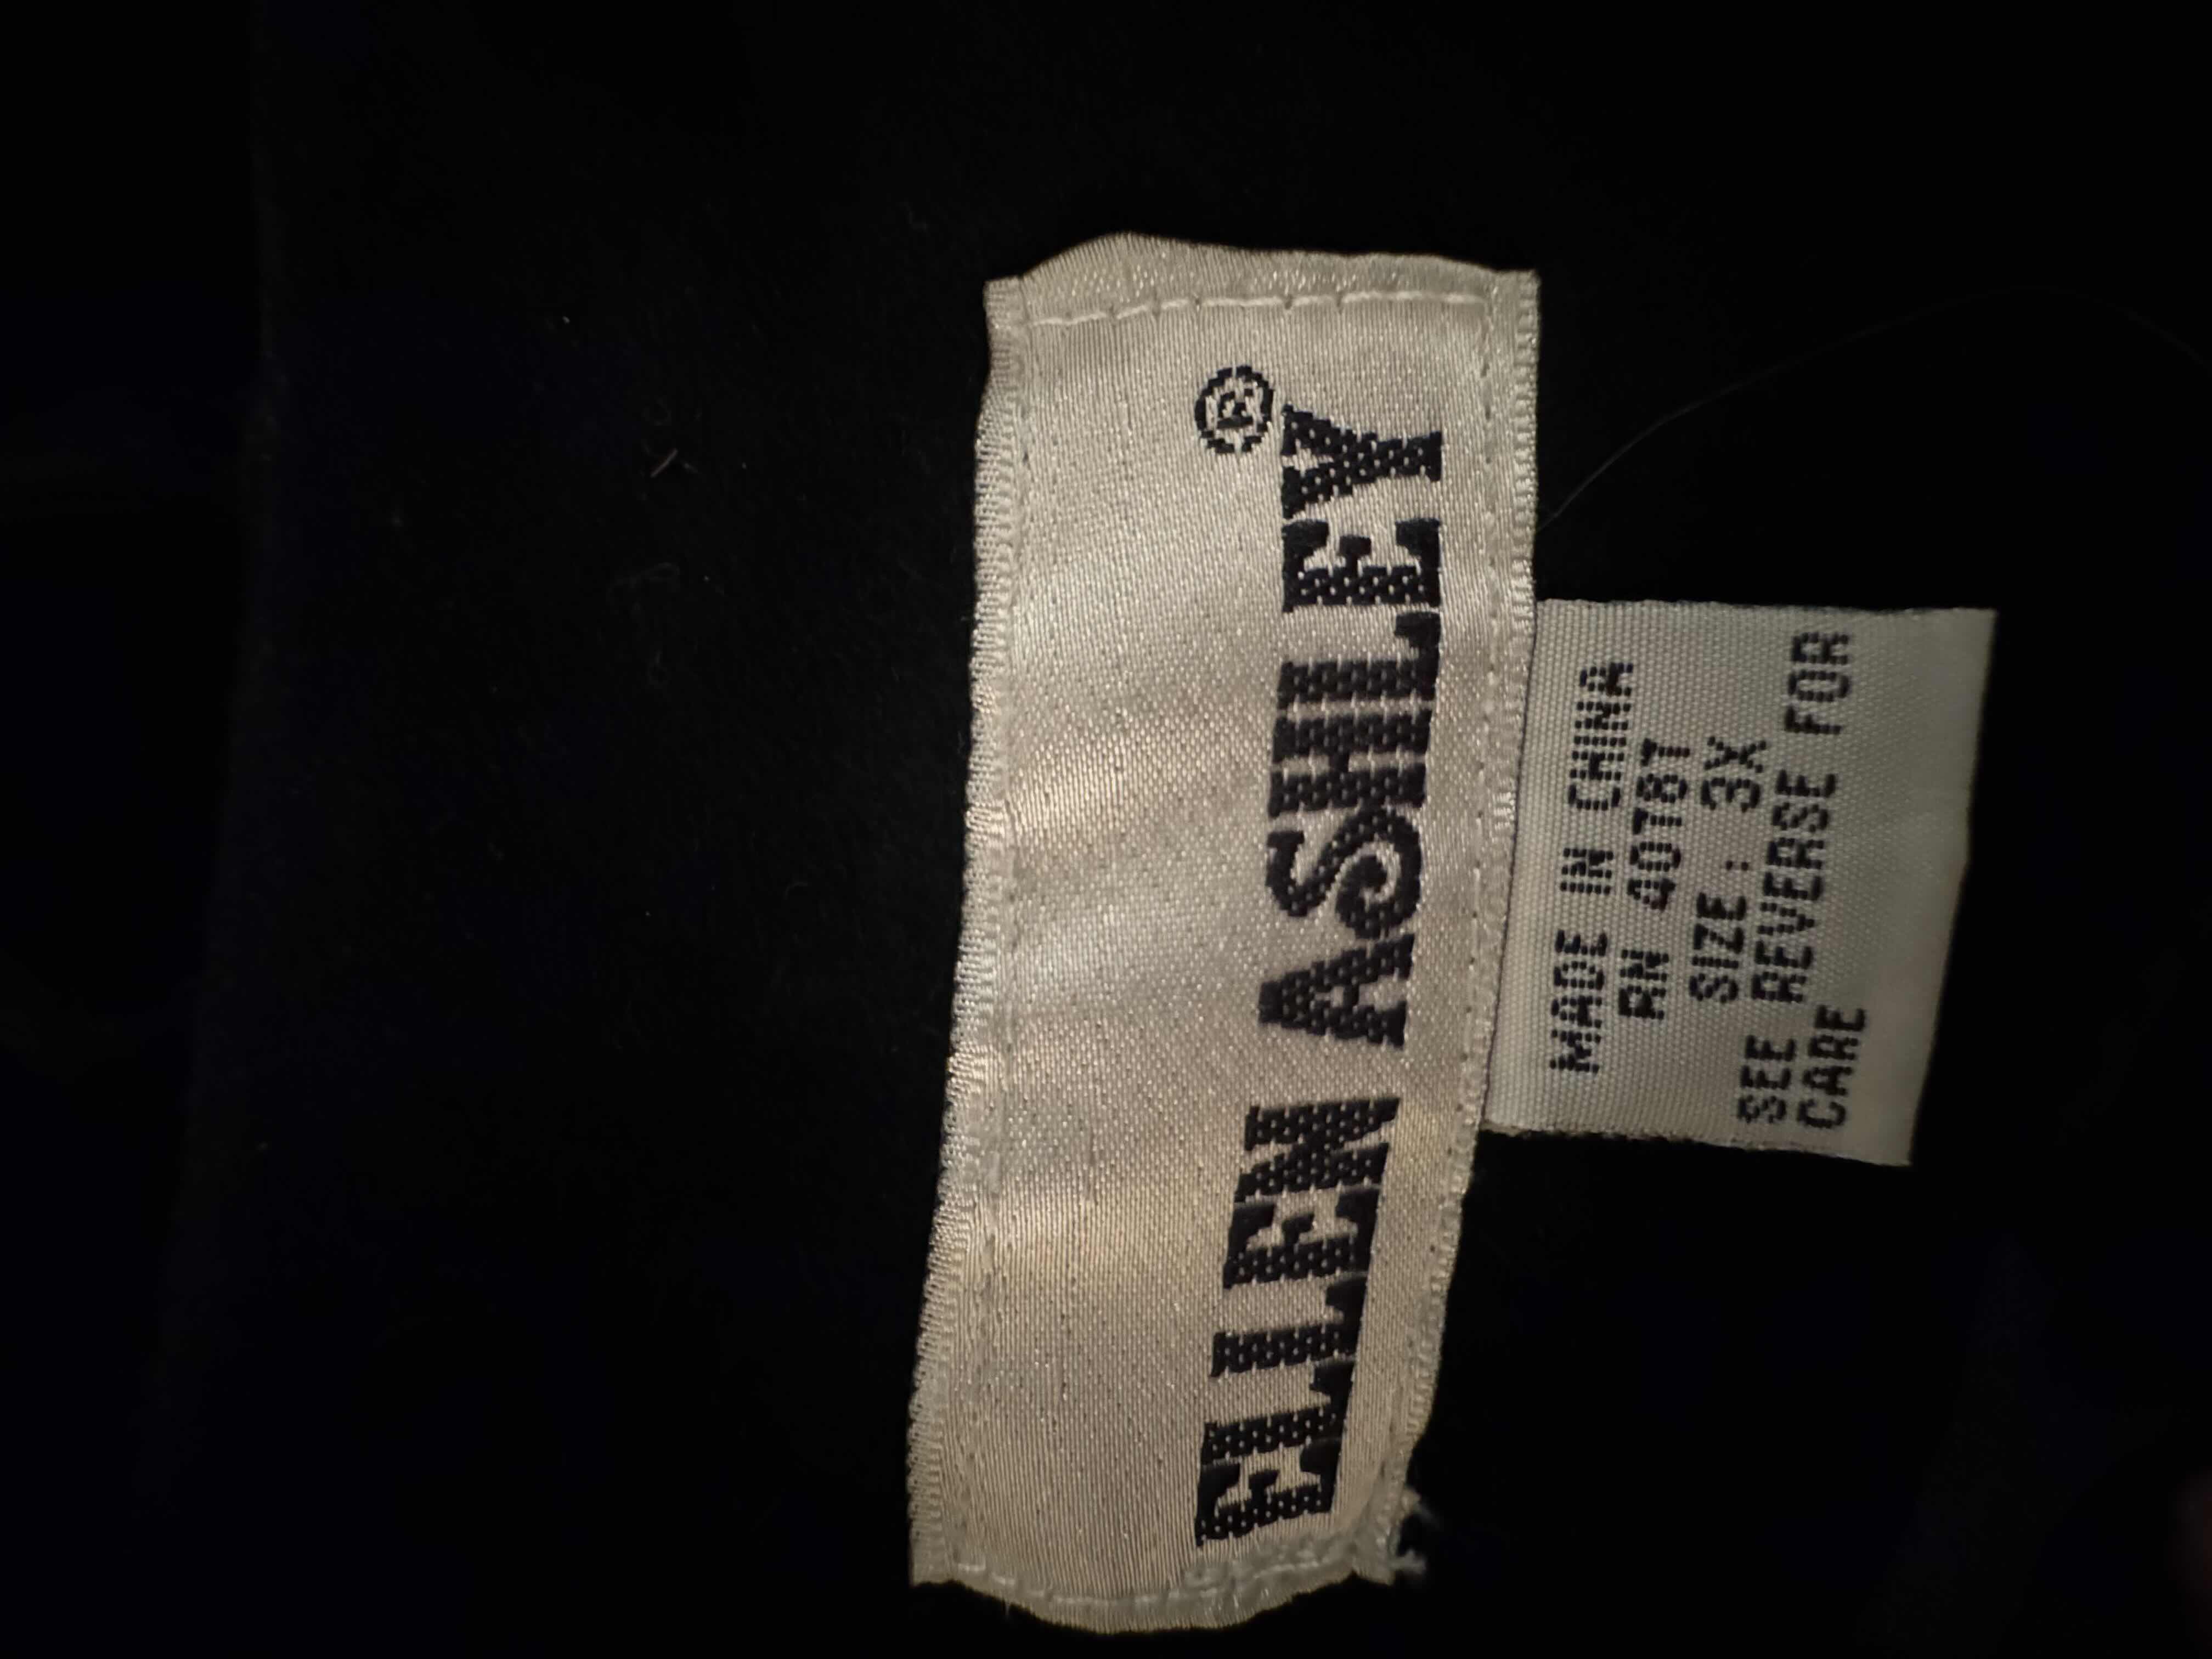 ELLEN ASHLEY®
MADE IN CHINA
RN 40787
SIZE: 3X
SEE REVERSE FOR
CARE